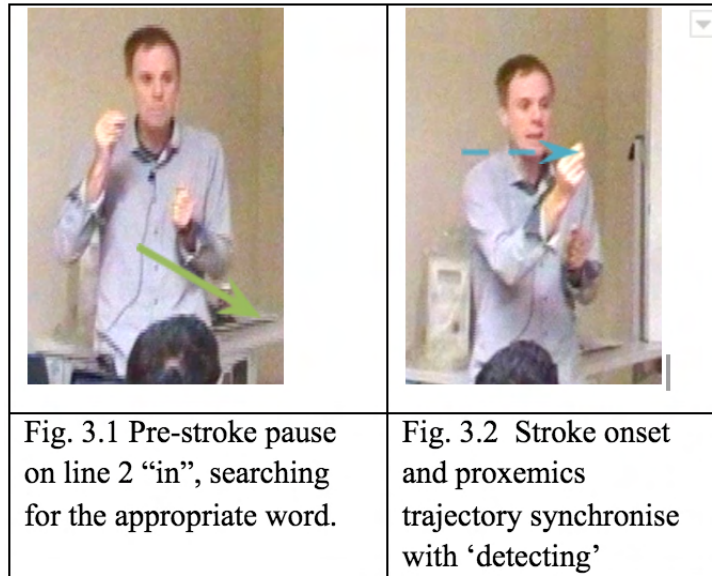 Fig. 3.1 Pre-stroke pause
on line 2 “in”, searching
for the appropriate word.
Fig. 3.2  Stroke onset
and proxemics
trajectory synchronise
with ‘detecting’